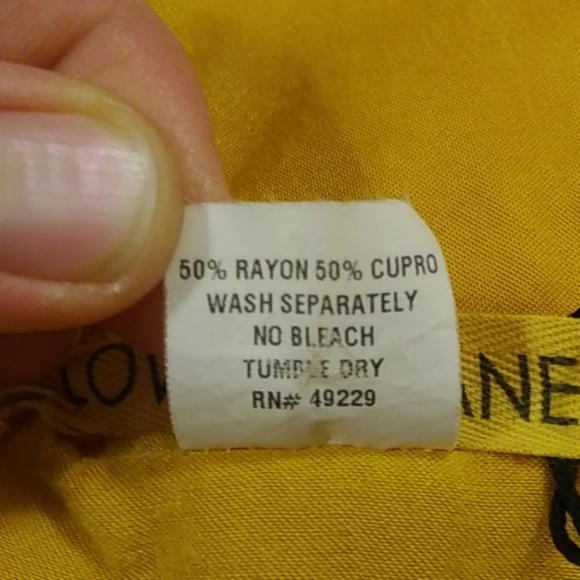 50% RAYON 50% CUPRO
WASH SEPARATELY
NO BLEACH
TUMBLE DRY
RN# 49229